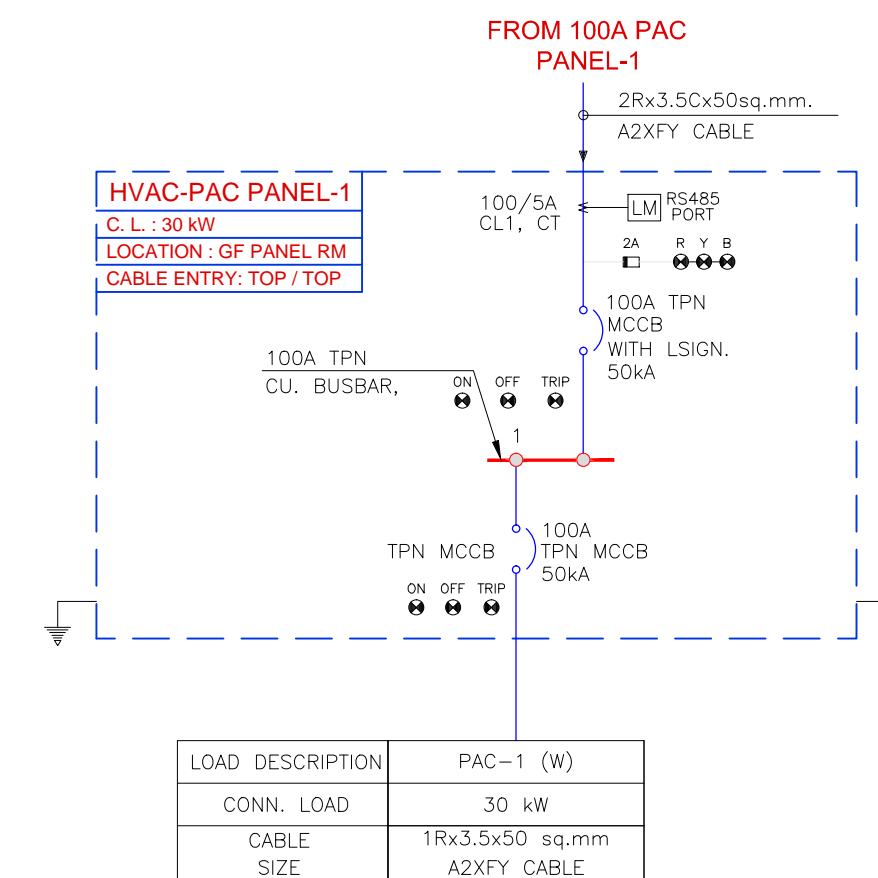 FROM 100A PAC
PANEL-1
2Rx3.5Cx50sq.mm.
A2XFY CABLE
HVAC-PAC PANEL-1
C. L. : 30 kW
LOCATION : GF PANEL RM
CABLE ENTRY: TOP / TOP
100/5A
CL1, CT
LM
RS485
PORT
2A
R Y B
100A TPN
MCCB
WITH LSIGN.
50kA
100A TPN
CU. BUSBAR,
ON OFF TRIP
1
TPN MCCB
100A
TPN MCCB
50kA
ON OFF TRIP
LOAD DESCRIPTION PAC-1 (W)
CONN. LOAD 30 kW
CABLE 1Rx3.5x50 sq.mm
SIZE A2XFY CABLE